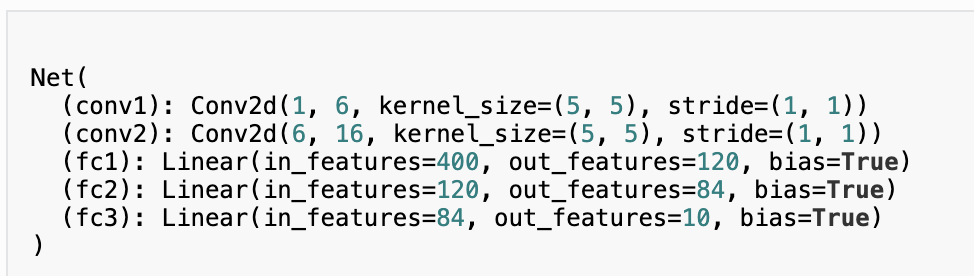 Net(
  (conv1): Conv2d(1, 6, kernel_size=(5, 5), stride=(1, 1))
  (conv2): Conv2d(6, 16, kernel_size=(5, 5), stride=(1, 1))
  (fc1): Linear(in_features=400, out_features=120, bias=True)
  (fc2): Linear(in_features=120, out_features=84, bias=True)
  (fc3): Linear(in_features=84, out_features=10, bias=True)
)